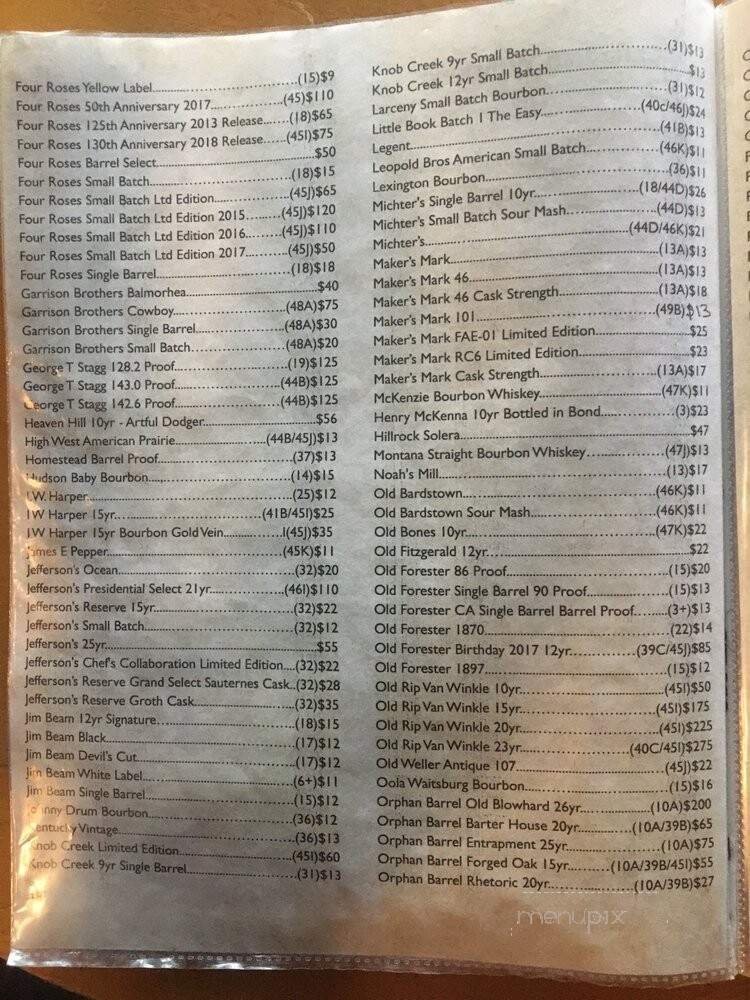 Four Roses Yellow Label.....(15)$9
Four Roses 50th Anniversary 2017.....(45)$110
Four Roses 125th Anniversary 2013 Release.....(18)$65
Four Roses 130th Anniversary 2018 Release.....(45I)$75
Four Roses Barrel Select.....$50
Four Roses Small Batch.....(18)$15
Four Roses Small Batch Ltd Edition.....(45J)$65
Four Roses Small Batch Ltd Edition 2015.....(45J)$120
Four Roses Small Batch Ltd Edition 2016.....(45J)$110
Four Roses Small Batch Ltd Edition 2017.....(45J)$50
Four Roses Single Barrel.....(18)$18
Garrison Brothers Balmorhea.....$40
Garrison Brothers Cowboy.....(48A)$75
Garrison Brothers Single Barrel.....(48A)$30
Garrison Brothers Small Batch.....(48A)$20
George T Stagg 128.2 Proof.....(19)$125
George T Stagg 143.0 Proof.....(44B)$125
George T Stagg 142.6 Proof.....(44B)$125
Heaven Hill 10yr - Artful Dodger.....$56
High West American Prairie.....(44B/45J)$13
Homestead Barrel Proof.....(37)$13
Hudson Baby Bourbon.....(14)$15
I.W. Harper.....(25)$12
IW Harper 15yr.....(41B/45I)$25
IW Harper 15yr Bourbon Gold Vein.....I(45J)$35
James E Pepper.....(45K)$11
Jefferson's Ocean.....(32)$20
Jefferson's Presidential Select 21yr.....(46I)$110
Jefferson's Reserve 15yr.....(32)$22
Jefferson's Small Batch.....(32)$12
Jefferson's 25yr.....$55
Jefferson's Chef's Collaboration Limited Edition....(32)$22
Jefferson's Reserve Grand Select Sauternes Cask..(32)$28
Jefferson's Reserve Groth Cask.....(32)$35
Jim Beam 12yr Signature.....(18)$15
Jim Beam Black.....(17)$12
Jim Beam Devil's Cut.....(17)$12
Jim Beam White Label.....(6+)$11
Jim Beam Single Barrel.....(15)$12
Johnny Drum Bourbon.....(36)$12
Kentucky Vintage.....(36)$13
Knob Creek Limited Edition.....(45I)$60
Knob Creek 9yr Single Barrel.....(31)$13
Knob Creek 9yr Small Batch.....(31)$13
Knob Creek 12yr Small Batch.....$13
Larceny Small Batch Bourbon.....(31)$12
Little Book Batch 1 The Easy.....(40c/46J)$24
Legent.....(41B)$13
Leopold Bros American Small Batch.....(46K)$11
Lexington Bourbon.....(36)$11
Michter's Single Barrel 10yr.....(18/44D)$26
Michter's Small Batch Sour Mash.....(44D)$13
Michter's.....(44D/46K)$21
Maker's Mark.....(13A)$13
Maker's Mark 46.....(13A)$13
Maker's Mark 46 Cask Strength.....(13A)$18
Maker's Mark 101.....(49B)$13
Maker's Mark FAE-01 Limited Edition.....$25
Maker's Mark RC6 Limited Edition.....$23
Maker's Mark Cask Strength.....(13A)$17
McKenzie Bourbon Whiskey.....(47K)$11
Henry McKenna 10yr Bottled in Bond.....(3)$23
Hillrock Solera.....$47
Montana Straight Bourbon Whiskey.....(47J)$13
Noah's Mill.....(13)$17
Old Bardstown.....(46K)$11
Old Bardstown Sour Mash.....(46K)$11
Old Bones 10yr.....(47K)$22
Old Fitzgerald 12yr.....$22
Old Forester 86 Proof.....(15)$20
Old Forester Single Barrel 90 Proof.....(15)$13
Old Forester CA Single Barrel Barrel Proof.....(3+)$13
Old Forester 1870.....(22)$14
Old Forester Birthday 2017 12yr.....(39C/45J)$85
Old Forester 1897.....(15)$12
Old Rip Van Winkle 10yr.....(45I)$50
Old Rip Van Winkle 15yr.....(45I)$175
Old Rip Van Winkle 20yr.....(45I)$225
Old Rip Van Winkle 23yr.....(40C/45I)$275
Old Weller Antique 107.....(45J)$22
Oola Waitsburg Bourbon.....(15)$16
Orphan Barrel Old Blowhard 26yr.....(10A)$200
Orphan Barrel Barter House 20yr.....(10A/39B)$65
Orphan Barrel Entrapment 25yr.....(10A)$75
Orphan Barrel Forged Oak 15yr.....(10A/39B/45I)$55
Orphan Barrel Rhetoric 20yr.....(10A/39B)$27
menupix